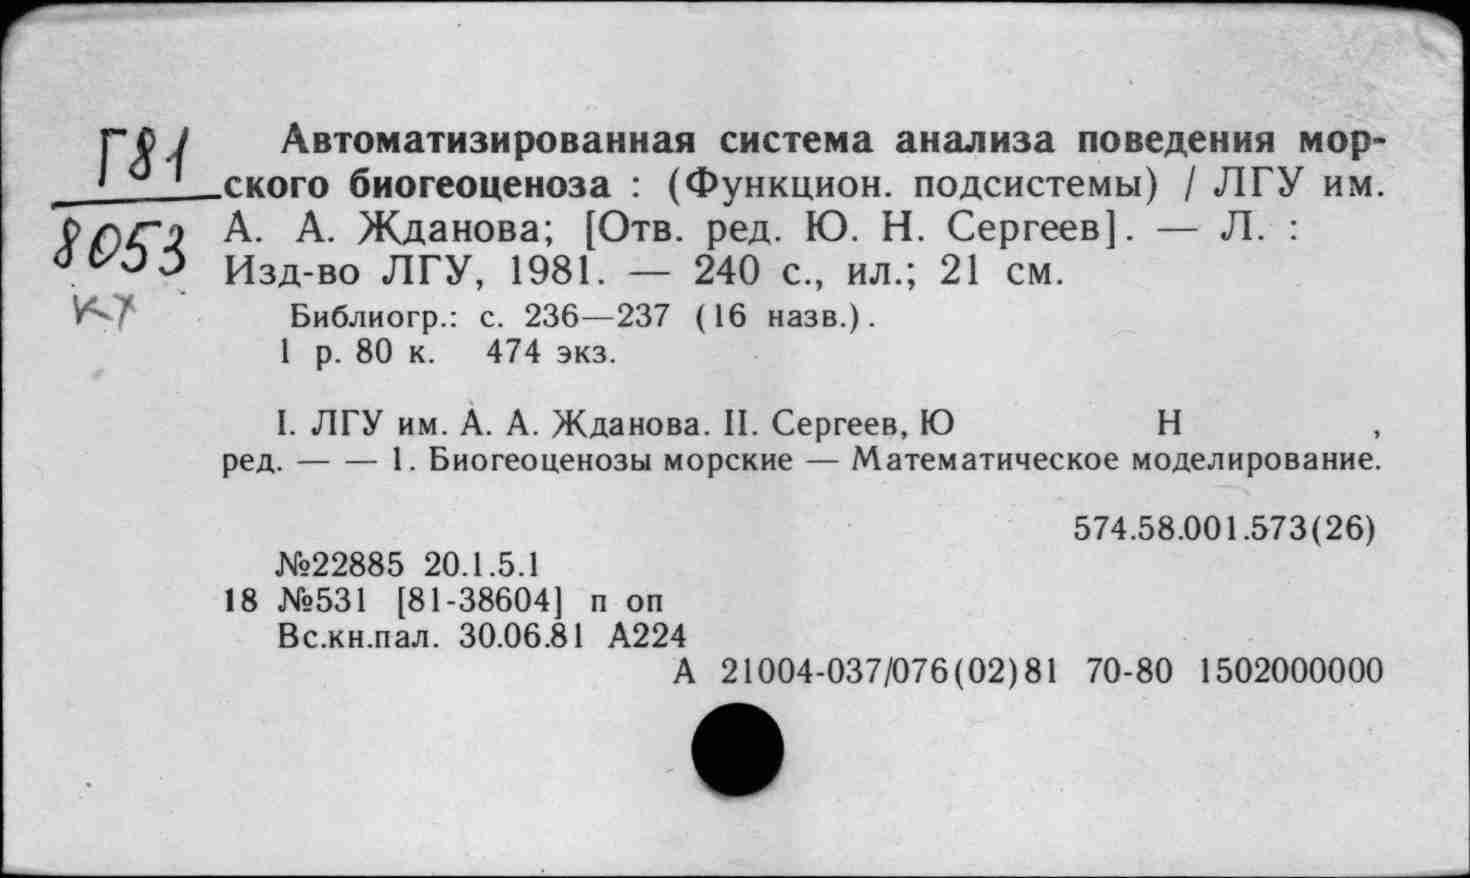 Г81
8053
К-7
Автоматизированная система анализа поведения мор-
ского биогеоценоза : (Функцион. подсистемы) / ЛГУ им.
А. А. Жданова; [Отв. ред. Ю. Н. Сергеев]. — Л. :
Изд-во ЛГУ, 1981. — 240 с., ил.; 21 см.
Библиогр.: с. 236—237 (16 назв.).
1 р. 80 к. 474 экз.
I. ЛГУ им. А. А. Жданова. II. Сергеев, Ю Н ,
ред. — — 1. Биогеоценозы морские — Математическое моделирование.
574.58.001.573(26)
№22885 20.1.5.1
18 №531 [81-38604] п оп
Вс.кн.пал. 30.06.81 А224
А 21004-037/076(02)81 70-80 1502000000